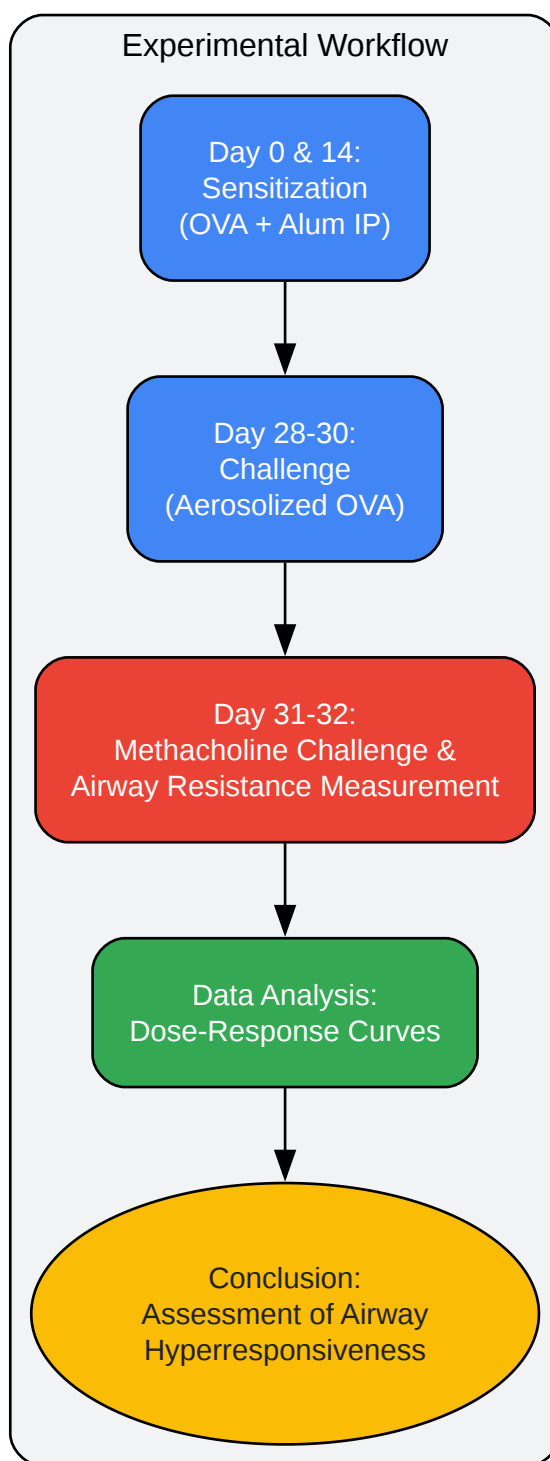 Experimental Workflow
Day 0 & 14:
Sensitization
(OVA + Alum IP)
Day 28-30:
Challenge
(Aerosolized OVA)
Day 31-32:
Methacholine Challenge &
Airway Resistance Measurement
Data Analysis:
Dose-Response Curves
Conclusion:
Assessment of Airway
Hyperresponsiveness